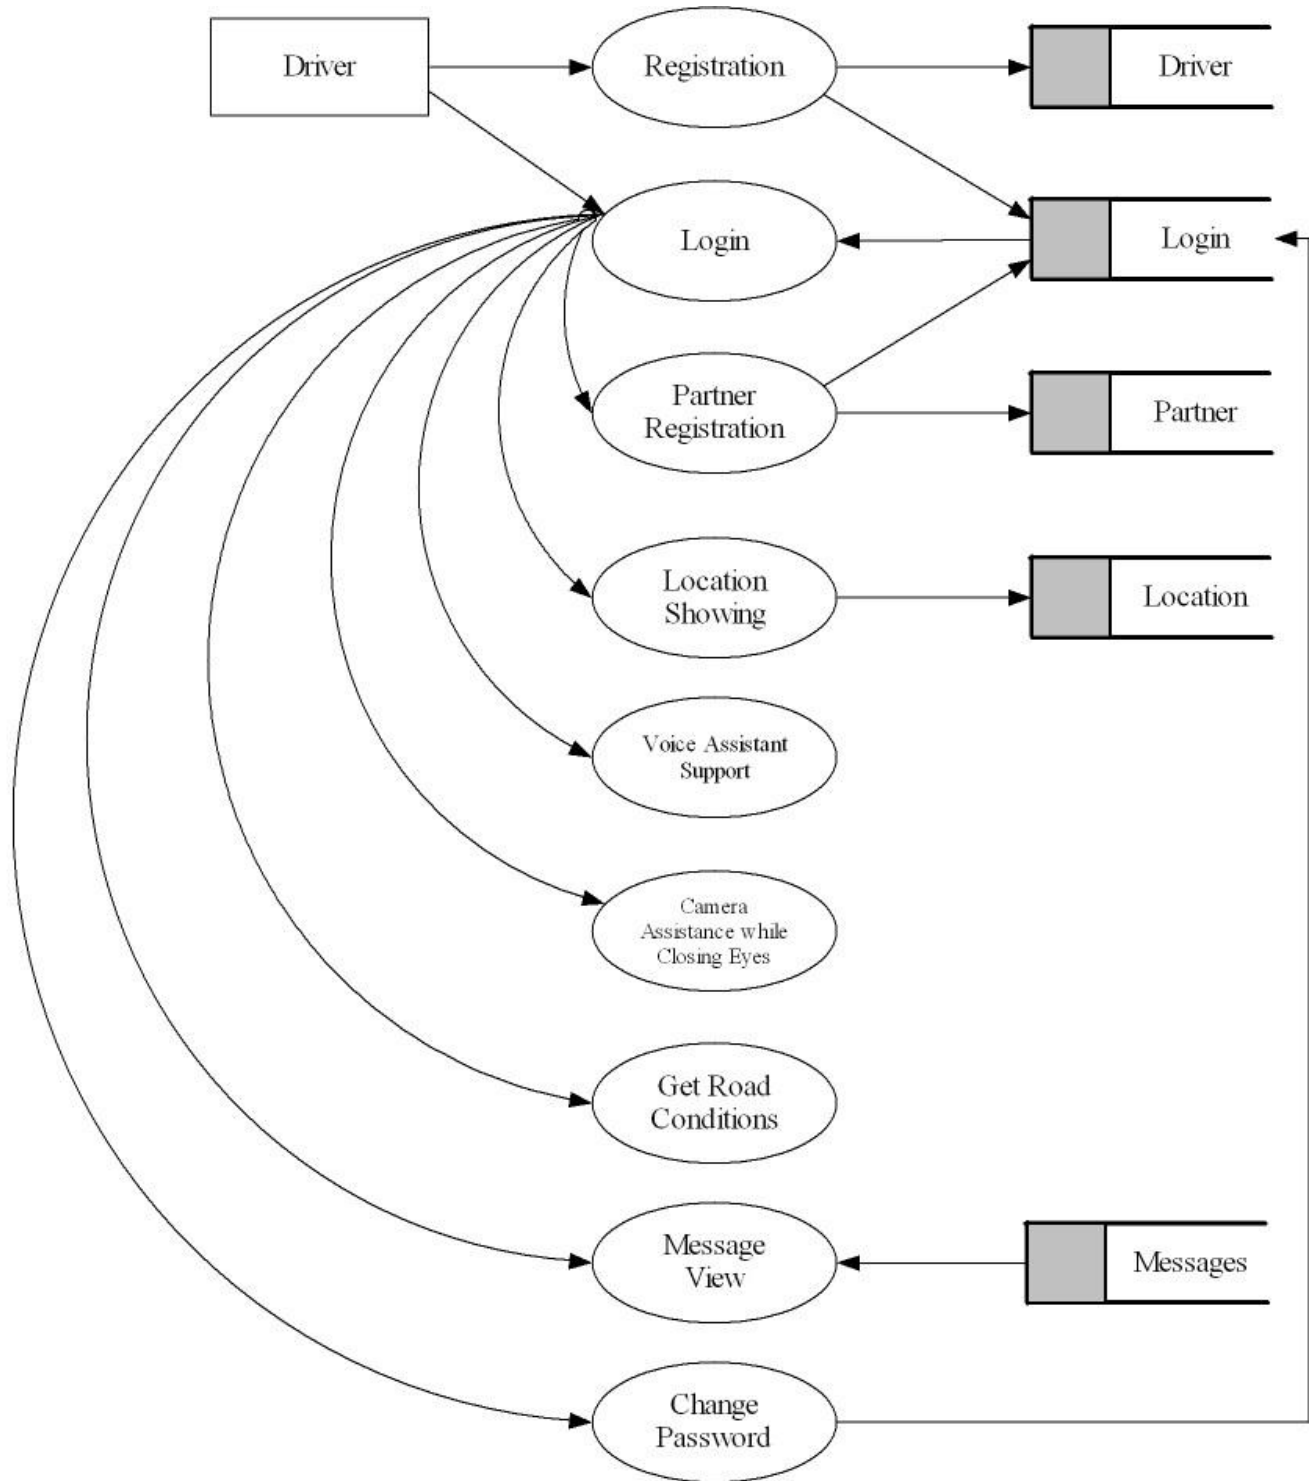 Driver
Registration
Driver
Login
Login
Partner
Registration
Partner
Location
Showing
Location
Voice Assistant
Support
Camera
Assistance while
Closing Eyes
Get Road
Conditions
Message
View
Messages
Change
Password